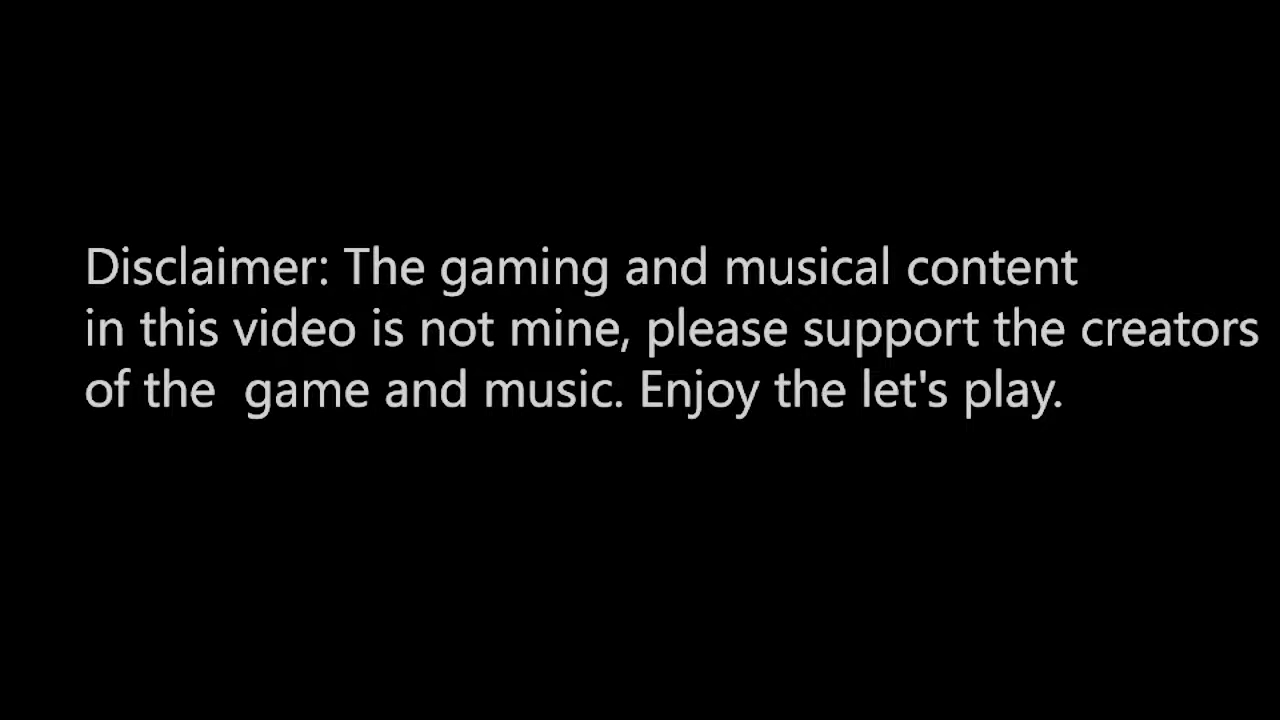 Disclaimer: The gaming and musical content
in this video is not mine, please support the creators
of the  game and music. Enjoy the let's play.